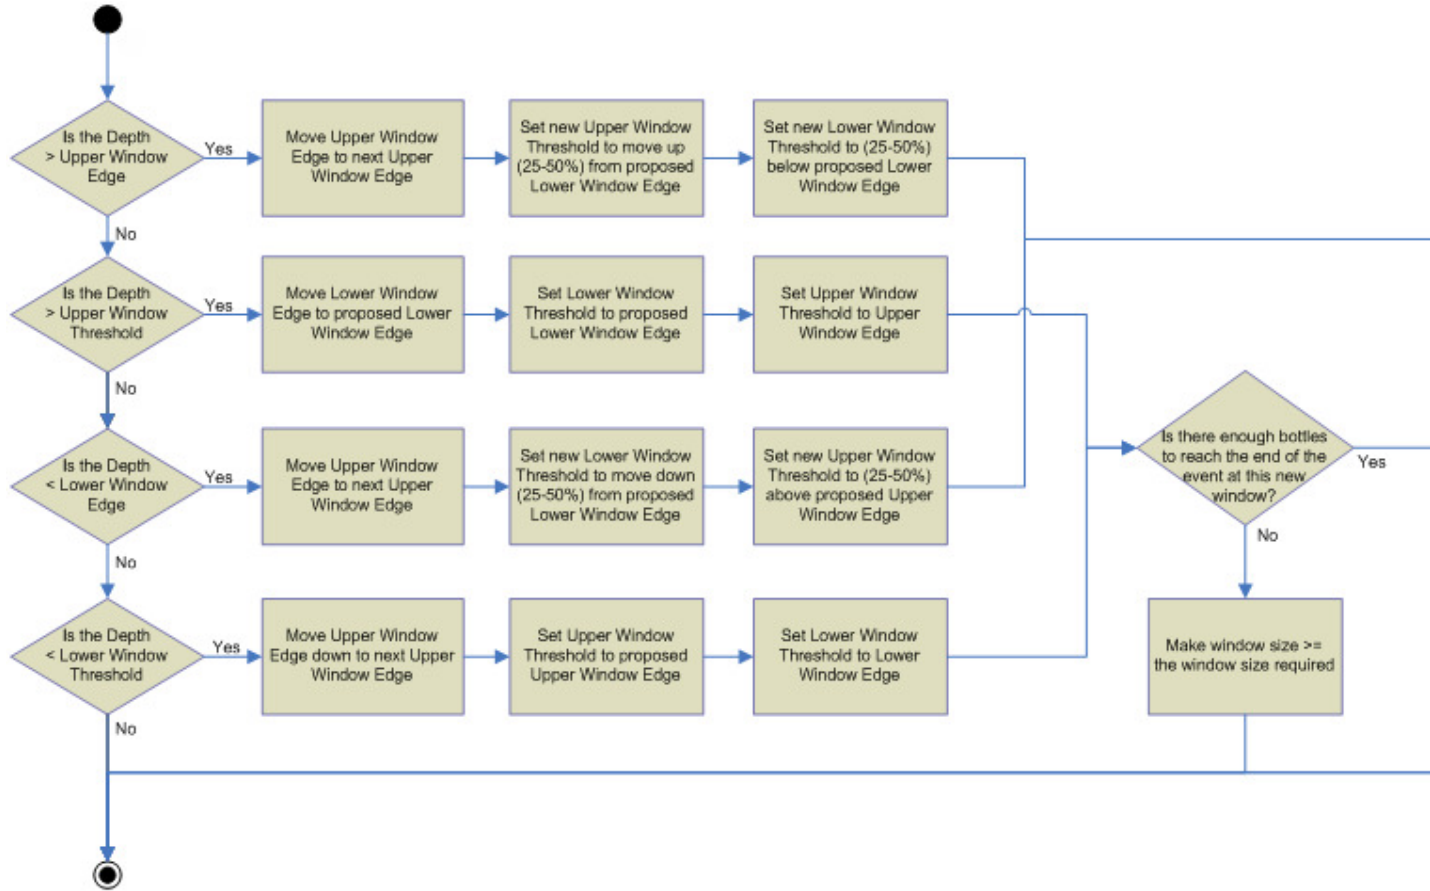 Is the Depth
> Upper Window
Edge
Yes
Move Upper Window
Edge to next Upper
Window Edge
Set new Upper Window
Threshold to move up
(25-50%) from proposed
Lower Window Edge
Set new Lower Window
Threshold to (25-50%)
below proposed Lower
Window Edge
No
Is the Depth
> Upper Window
Threshold
Yes
Move Lower Window
Edge to proposed Lower
Window Edge
Set Lower Window
Threshold to proposed
Lower Window Edge
Set Upper Window
Threshold to Upper
Window Edge
No
Is the Depth
< Lower Window
Edge
Yes
Move Upper Window
Edge to next Upper
Window Edge
Set new Lower Window
Threshold to move down
(25-50%) from proposed
Lower Window Edge
Set new Upper Window
Threshold to (25-50%)
above proposed Upper
Window Edge
Is there enough bottles
to reach the end of the
event at this new
window?
Yes
No
No
Is the Depth
< Lower Window
Threshold
Yes
Move Upper Window
Edge down to next Upper
Window Edge
Set Upper Window
Threshold to proposed
Upper Window Edge
Set Lower Window
Threshold to Lower
Window Edge
Make window size >=
the window size required
No